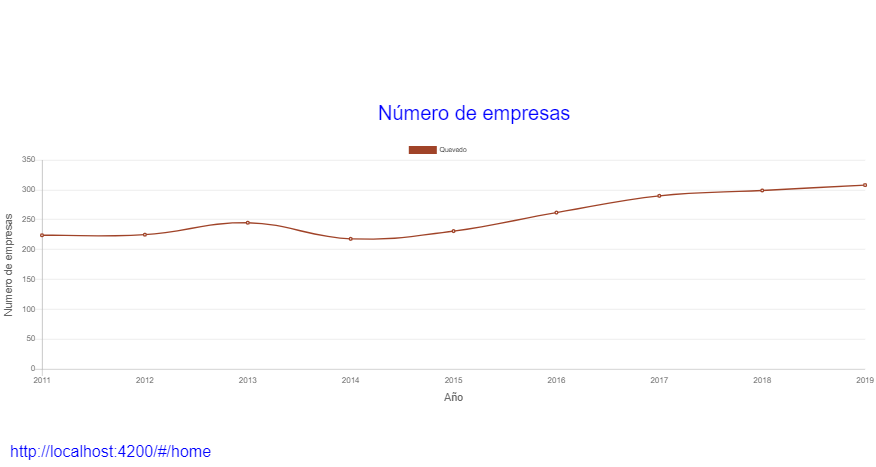 Número de empresas
Quevedo
350
300
250
200
150
100
50
0
Numero de empresas
2011 2012 2013 2014 2015 2016 2017 2018 2019
Año
http://localhost:4200/#/home